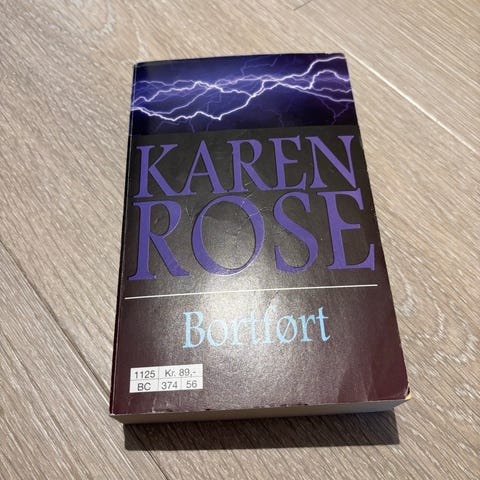 KAREN
ROSE
Bortført
1125 Kr. 89,-
BC 374 56